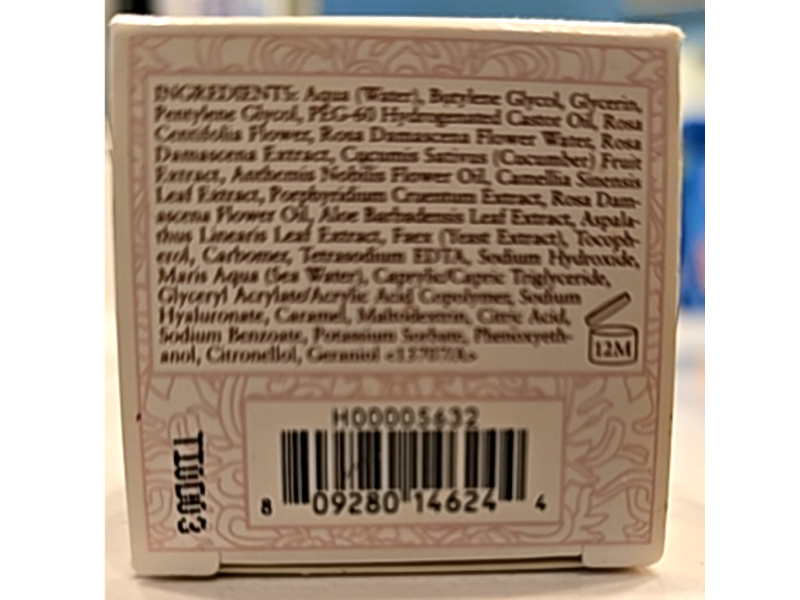 INGREDIENTS: Aqua (Water), Butylene Glycol, Glycerin,
Pentylene Glycol, PEG-60 Hydrogenated Castor Oil, Rosa
Centifolia Flower, Rosa Damascena Flower Water, Rosa
Damascena Extract, Cucumis Sativus (Cucumber) Fruit
Extract, Anthemis Nobilis Flower Oil, Camellia Sinensis
Leaf Extract, Porphyridium Cruentum Extract, Rosa Dam-
ascena Flower Oil, Aloe Barbadensis Leaf Extract, Aspala-
thus Linearis Leaf Extract, Faex (Yeast Extract), Tocoph-
erol, Carbomer, Tetrasodium EDTA, Sodium Hydroxide,
Maris Aqua (Sea Water), Caprylic/Capric Triglyceride,
Glyceryl Acrylate/Acrylic Acid Copolymer, Sodium
Hyaluronate, Caramel, Maltodextrin, Citric Acid,
Sodium Benzoate, Potassium Sorbate, Phenoxyeth-
anol, Citronellol, Geraniol
12M
H00005632
8 09280 14624 4